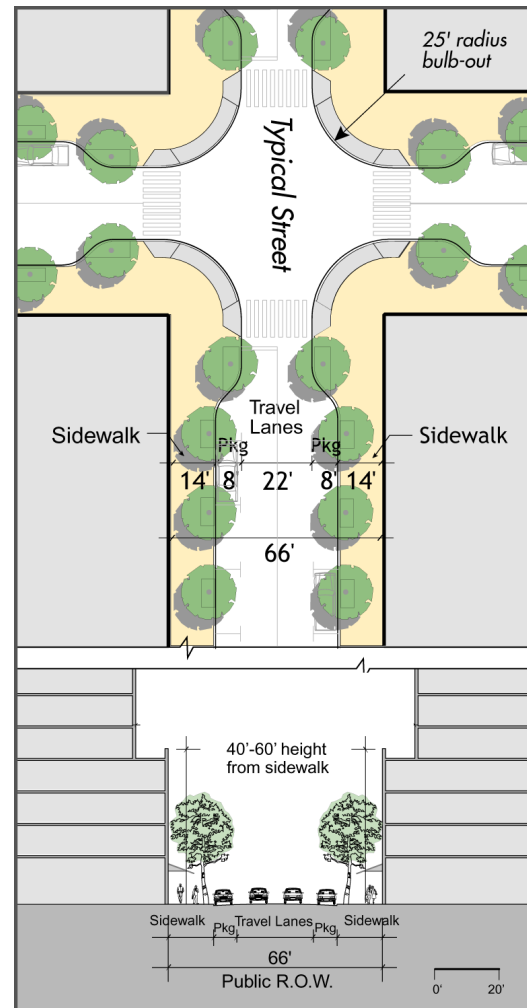 25' radius
bulb-out
Typical Street
Travel
Lanes
Sidewalk
Pkg
Pkg
Sidewalk
14'
8
22'
8'
14'
66'
40'-60' height
from sidewalk
Sidewalk
Pkg
Travel Lanes
Pkg
Sidewalk
66'
Public R.O.W.
0'
20'